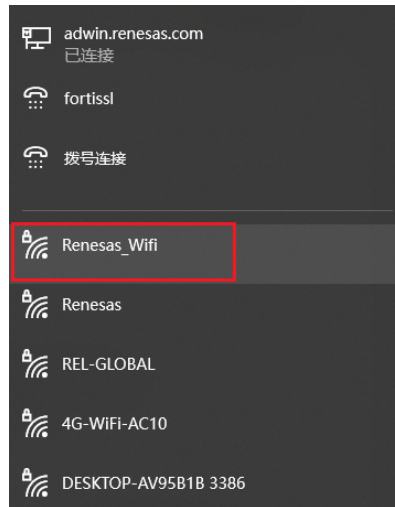 adwin.renesas.com
已连接
fortissl
拨号连接
Renesas_Wifi
Renesas
REL-GLOBAL
4G-WiFi-AC10
DESKTOP-AV95B1B 3386